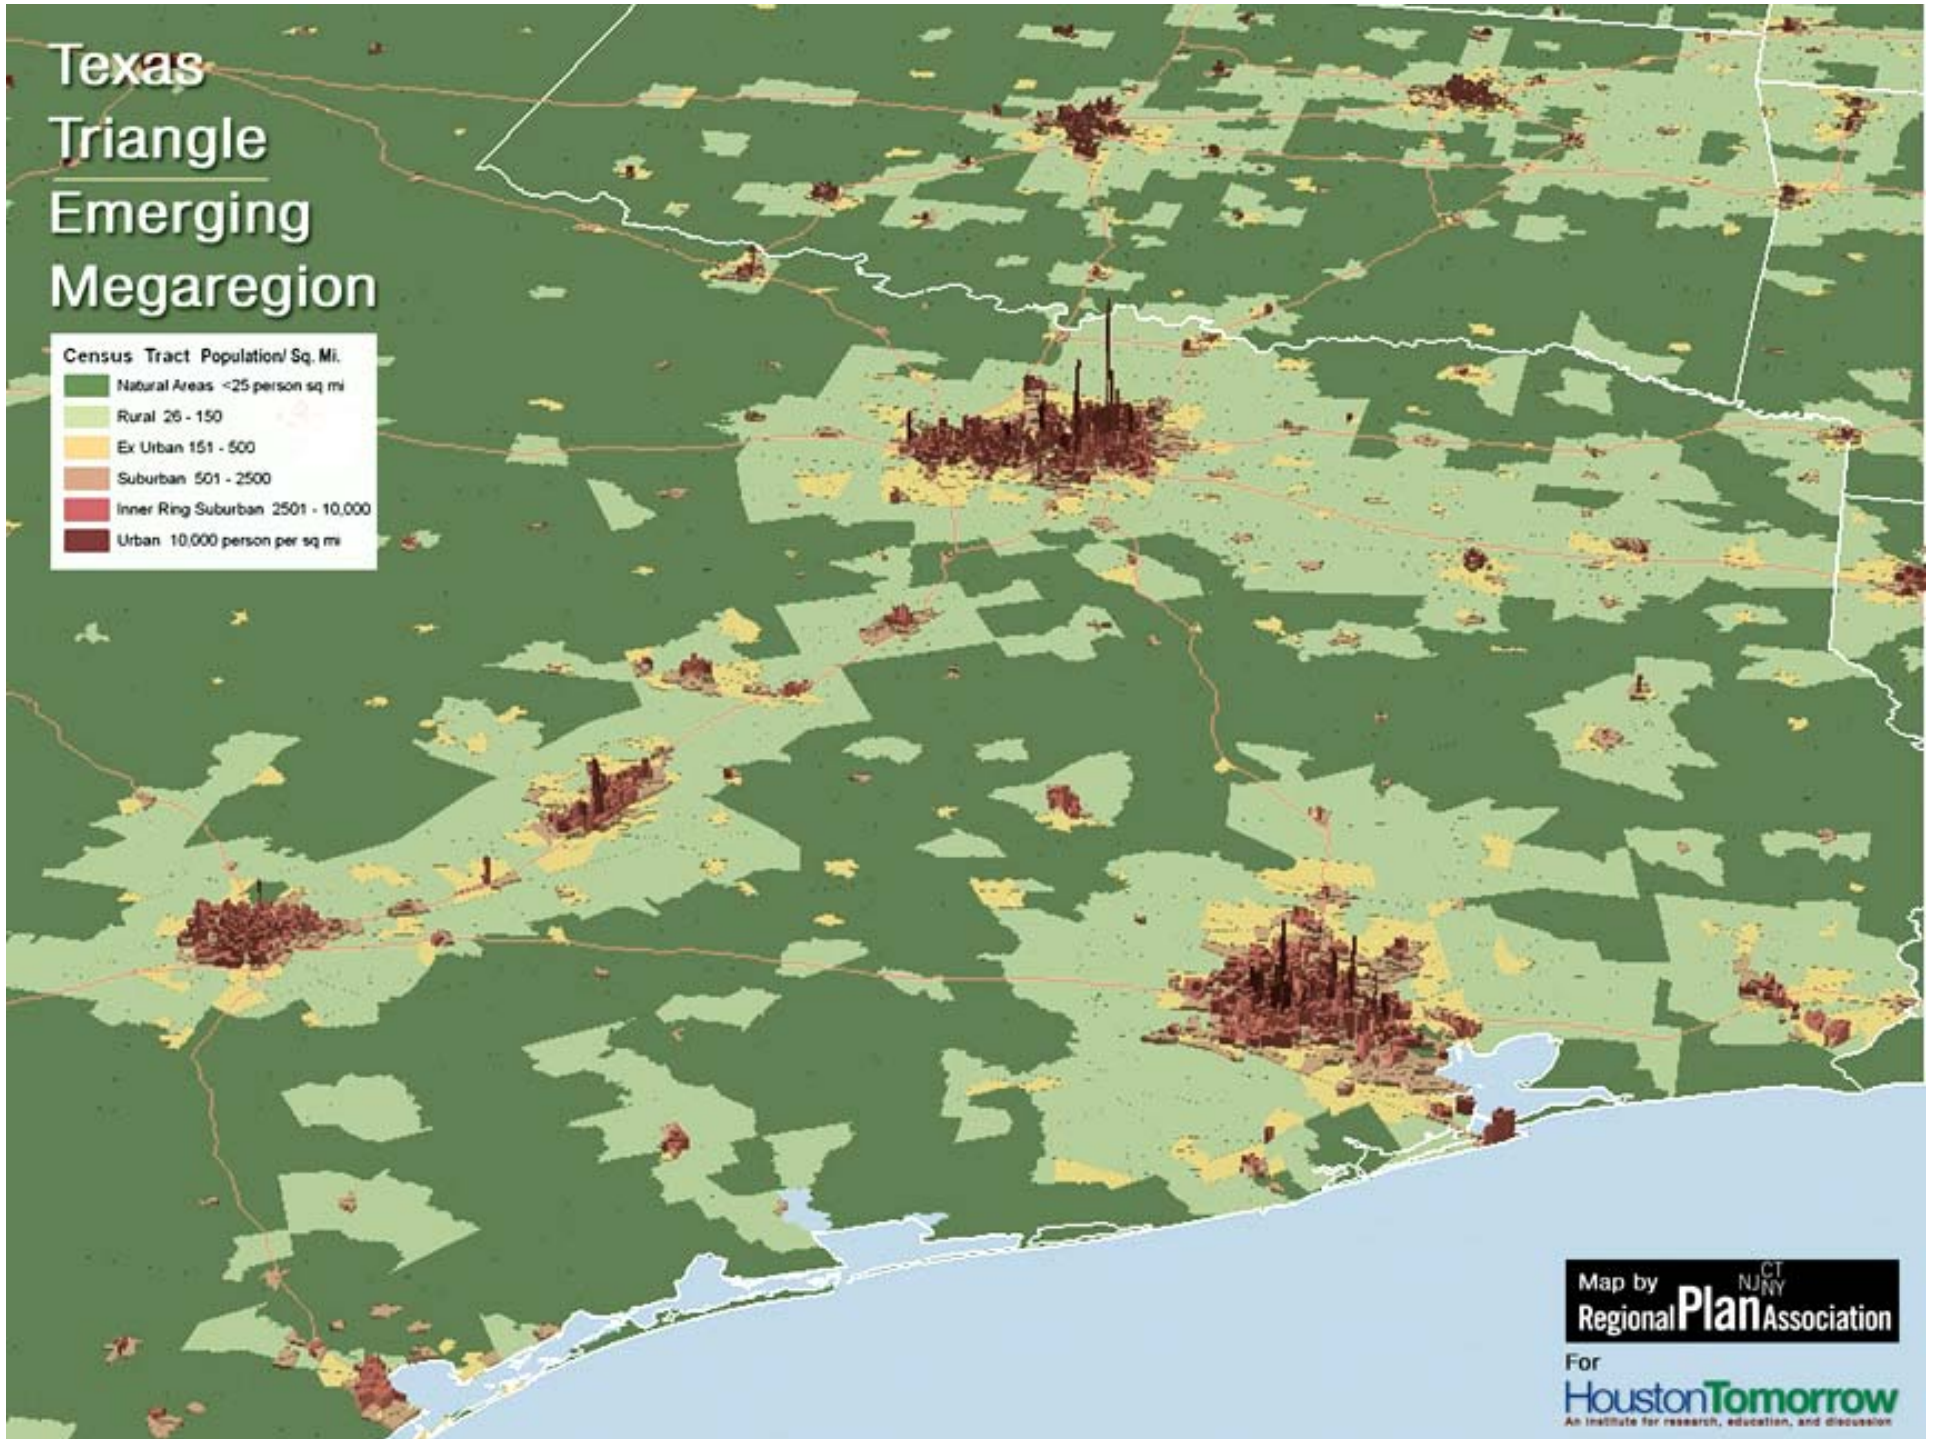 Texas
Triangle
Emerging
Megaregion
Census Tract Population/ Sq. Mi.
Natural Areas <25 person sq mi
Rural 26 - 150
Ex Urban 151 - 500
Suburban 501 - 2500
Inner Ring Suburban 2501 - 10,000
Urban 10,000 person per sq mi
Map by
CT
NJ NY
Regional Plan Association
For
HoustonTomorrow
An institute for research, education, and discussion